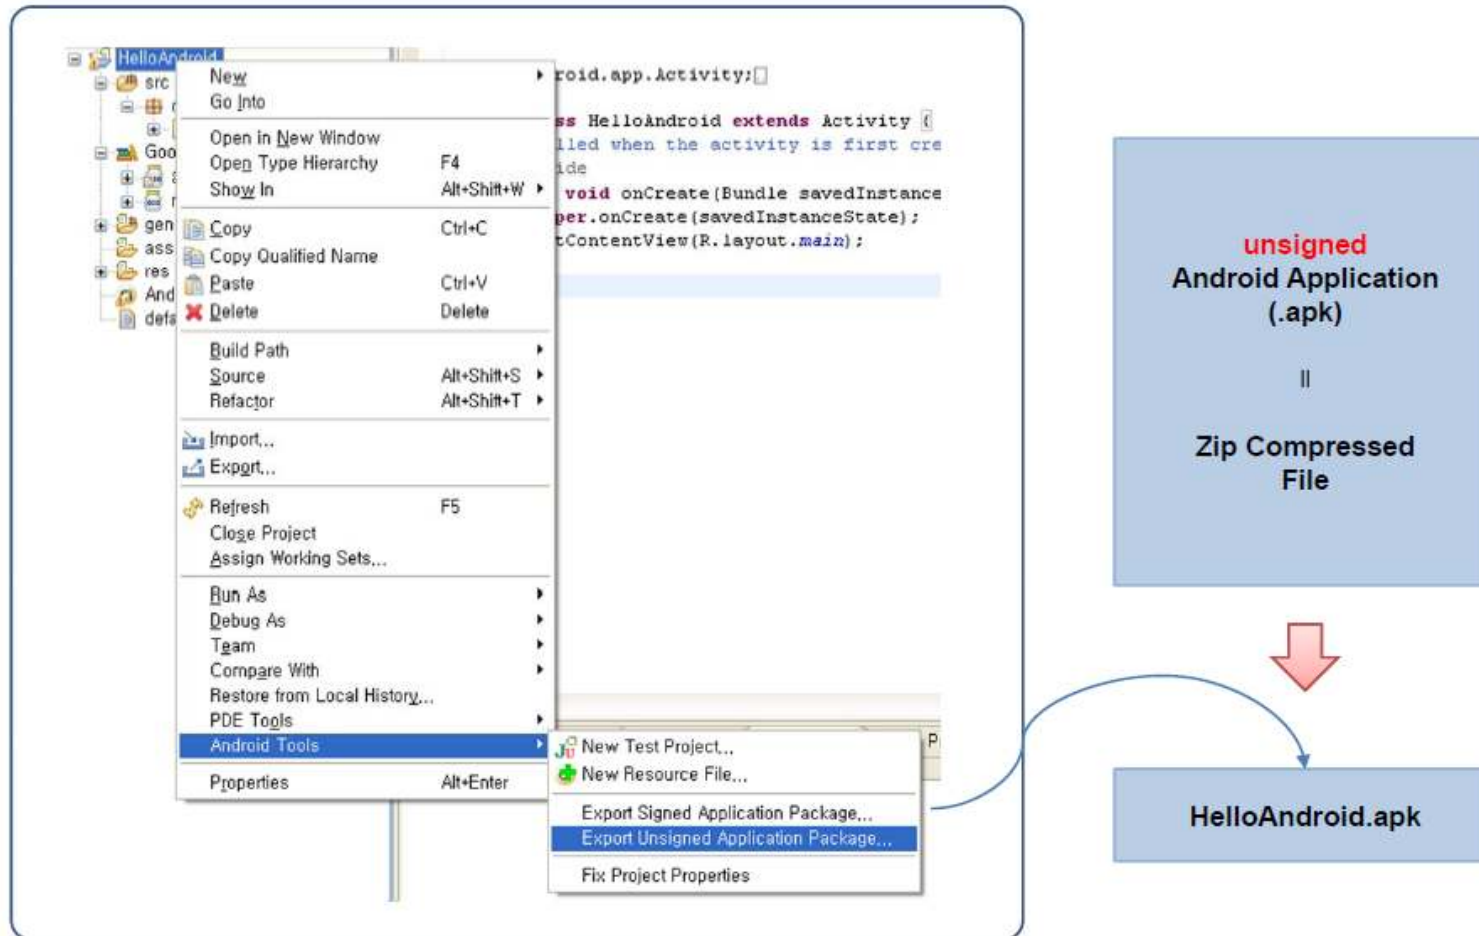 HelloAndroid
src
Goo
gen
ass
res
And
defa
roid.app.Activity;
ss HelloAndroid extends Activity {
lled when the activity is first cre
ide
void onCreate(Bundle savedInstance
per.onCreate(savedInstanceState);
tContentView(R.layout.main);
New
Go Into
Open in New Window
Open Type Hierarchy F4
Show In Alt+Shift+W
Copy Ctrl+C
Copy Qualified Name
Paste Ctrl+V
Delete Delete
Build Path
Source Alt+Shift+S
Refactor Alt+Shift+T
Import...
Export...
Refresh F5
Close Project
Assign Working Sets...
Run As
Debug As
Team
Compare With
Restore from Local History...
PDE Tools
Android Tools
Properties Alt+Enter
New Test Project...
New Resource File...
Export Signed Application Package...
Export Unsigned Application Package...
Fix Project Properties
unsigned
Android Application
(.apk)
=
Zip Compressed
File
HelloAndroid.apk